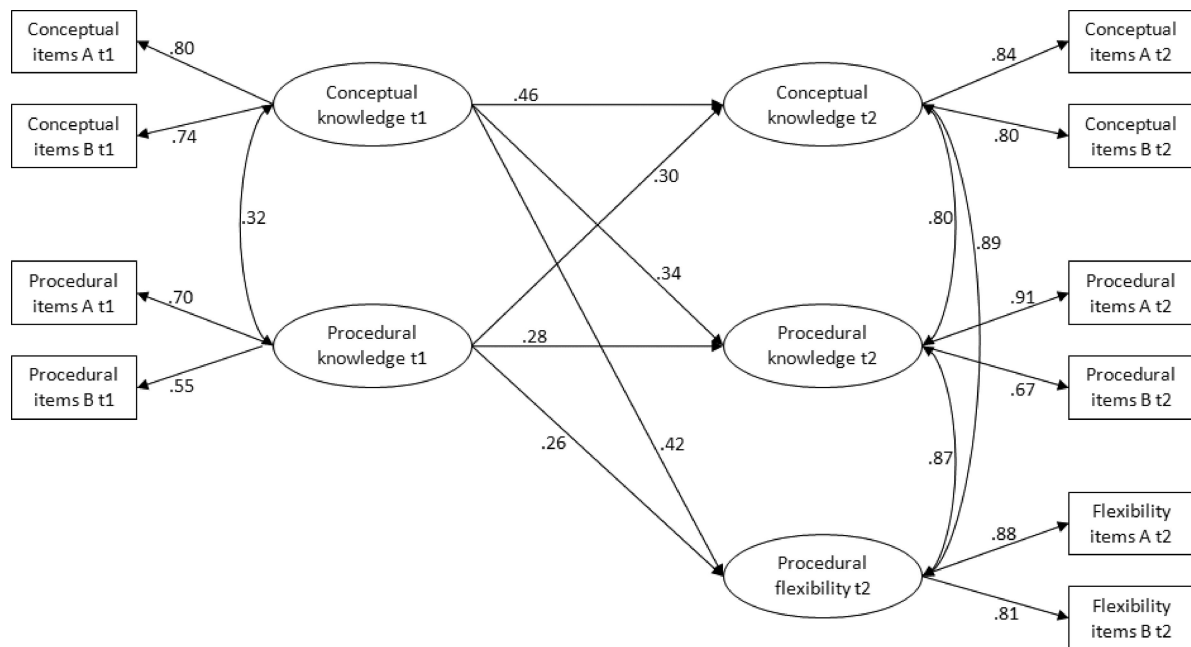 Conceptual
items A t1
.80
Conceptual
items B t1
.74
Conceptual
knowledge t1
.46
Conceptual
knowledge t2
.84
Conceptual
items A t2
.80
Conceptual
items B t2
.30
.32
.80
.89
.34
Procedural
items A t1
.70
Procedural
items B t1
.55
Procedural
knowledge t1
.28
Procedural
knowledge t2
.91
Procedural
items A t2
.67
Procedural
items B t2
.26
.42
.87
Procedural
flexibility t2
.88
Flexibility
items A t2
.81
Flexibility
items B t2